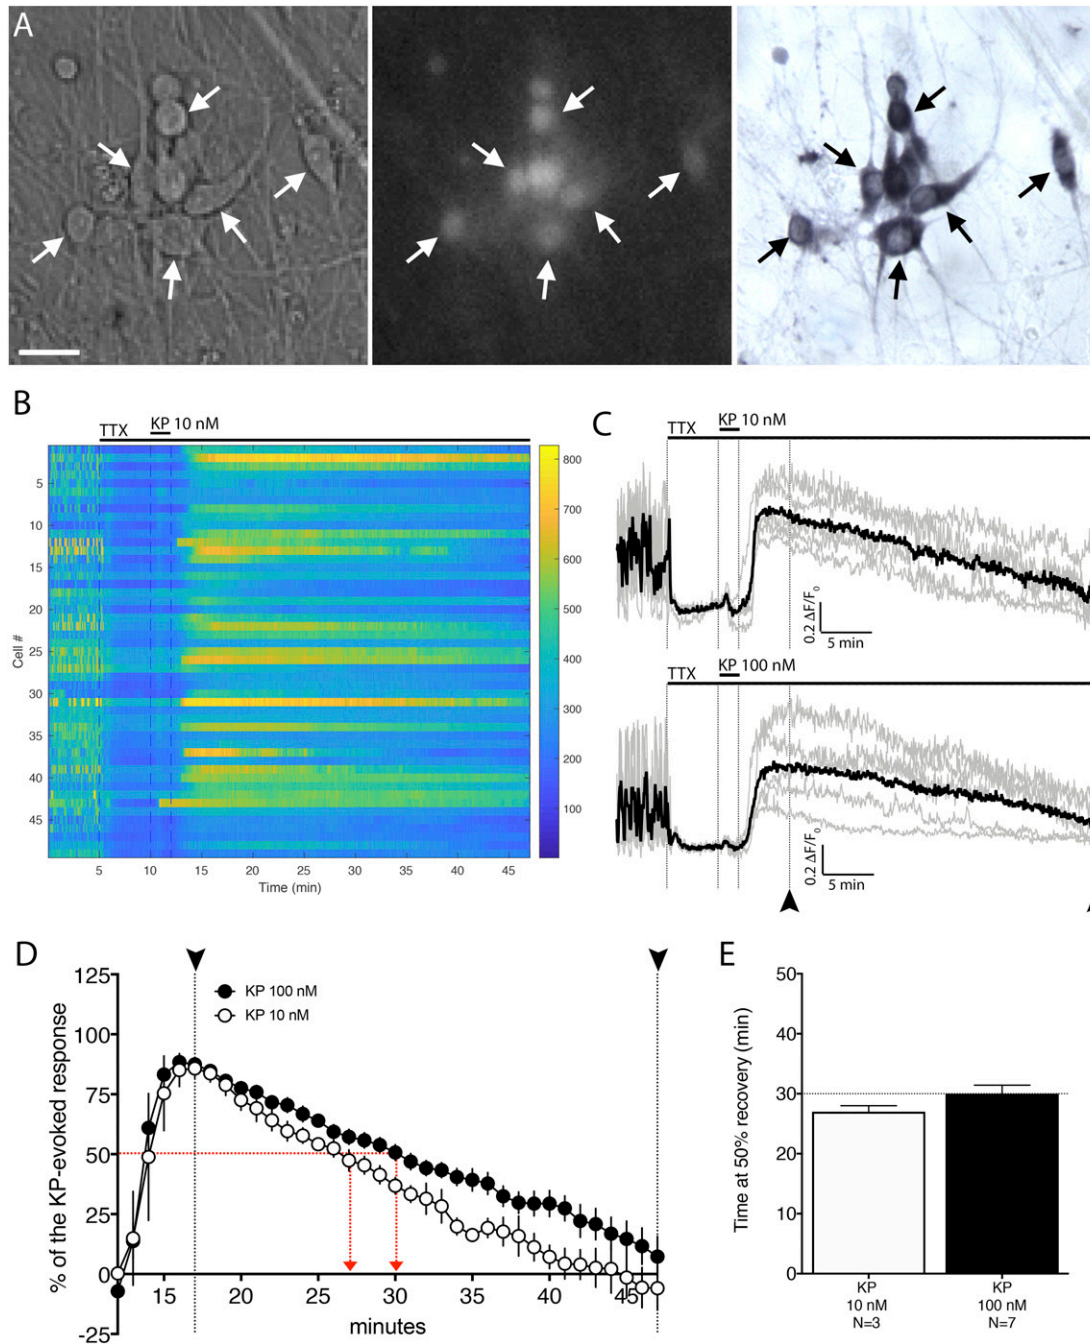 A
B
TTX
KP 10 nM
5
10
15
20
25
30
35
40
45
Cell #
5
10
15
20
25
30
35
40
45
Time (min)
800
700
600
500
400
300
200
100
C
TTX
KP 10 nM
0.2 ΔF/F0
5 min
TTX
KP 100 nM
0.2 ΔF/F0
5 min
D
% of the KP-evoked response
125
100
75
50
25
0
-25
KP 100 nM
KP 10 nM
15
20
25
30
35
40
45
minutes
E
Time at 50% recovery (min)
50
40
30
20
10
0
KP
10 nM
N=3
KP
100 nM
N=7